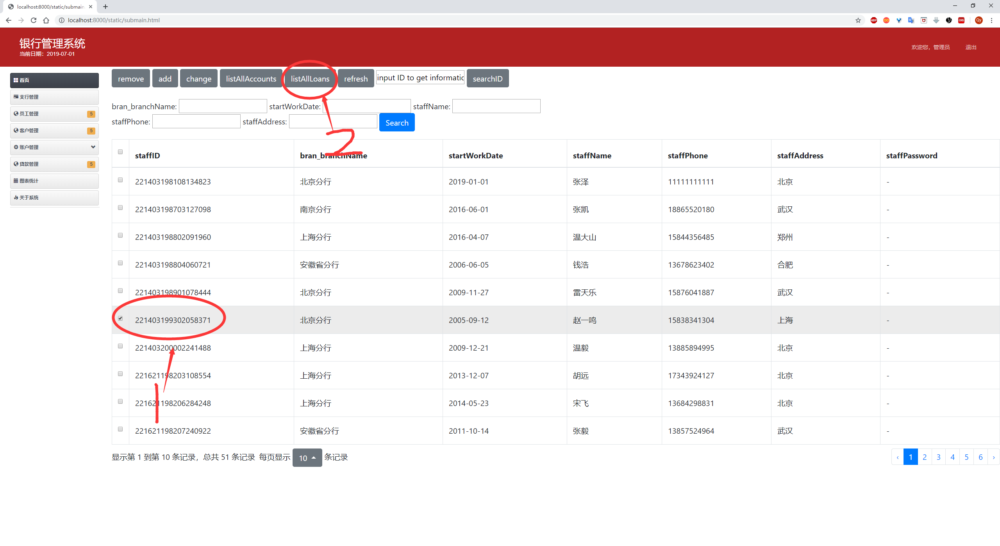 localhost:8000/static/submain.
localhost:8000/static/submain.html
ABP
CORS
Qy
银行管理系统
当前日期：2019-07-01
欢迎您，管理员 退出
首页
支行管理
员工管理 5
客户管理 5
账户管理
贷款管理 5
图表统计
关于系统
remove add change listAllAccounts listAllLoans refresh input ID to get informatic searchID
bran_branchName: startWorkDate: staffName:
staffPhone: staffAddress: Search
2
staffID bran_branchName startWorkDate staffName staffPhone staffAddress staffPassword
221403198108134823 北京分行 2019-01-01 张泽 11111111111 北京 -
221403198703127098 南京分行 2016-06-01 张凯 18865520180 武汉 -
221403198802091960 上海分行 2016-04-07 温大山 15844356485 郑州 -
221403198804060721 安徽省分行 2006-06-05 钱浩 13678623402 合肥 -
221403198901078444 北京分行 2009-11-27 雷天乐 15876041887 武汉 -
221403199302058371 北京分行 2005-09-12 赵一鸣 15838341304 上海 -
221403200002241488 上海分行 2009-12-21 温毅 13885894995 北京 -
221621198203108554 上海分行 2013-12-07 胡远 17343924127 北京 -
1
221621198206284248 上海分行 2014-05-23 宋飞 13684298831 北京 -
221621198207240922 安徽省分行 2011-10-14 张毅 13857524964 武汉 -
显示第 1 到第 10 条记录，总共 51 条记录 每页显示 10 条记录 ‹ 1 2 3 4 5 6 ›